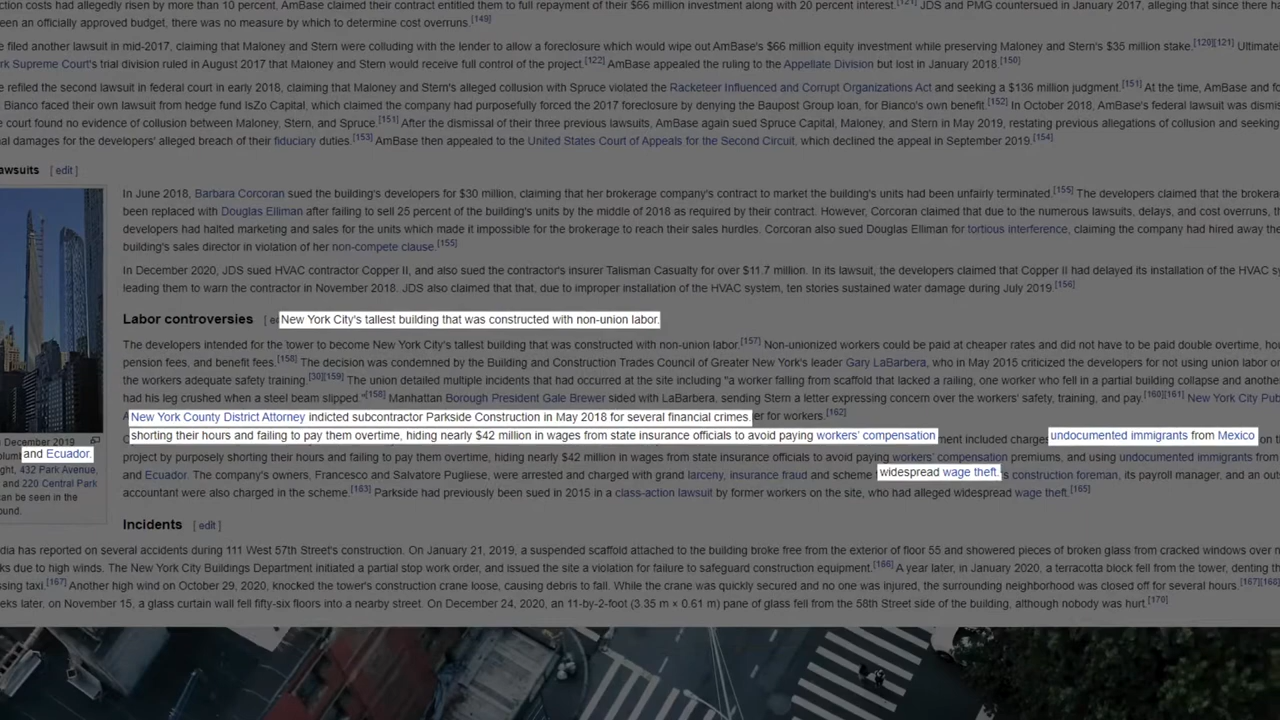 ction costs had allegedly risen by more than 10 percent, AmBase claimed their contract entitled them to full repayment of their $66 million investment along with 20 percent interest.[121] JDS and PMG countersued in January 2017, alleging that since there ha
een an officially approved budget, there was no measure by which to determine cost overruns.[149]
e filed another lawsuit in mid-2017, claiming that Maloney and Stern were colluding with the lender to allow a foreclosure which would wipe out AmBase's $66 million equity investment while preserving Maloney and Stern's $35 million stake.[120][121] Ultimate
rk Supreme Court's trial division ruled in August 2017 that Maloney and Stern would receive full control of the project.[122] AmBase appealed the ruling to the Appellate Division but lost in January 2018.[150]
e refiled the second lawsuit in federal court in early 2018, claiming that Maloney and Stern's alleged collusion with Spruce violated the Racketeer Influenced and Corrupt Organizations Act and seeking a $136 million judgment.[151] At the time, AmBase and fo
Bianco faced their own lawsuit from hedge fund IsZo Capital, which claimed the company had purposefully forced the 2017 foreclosure by denying the Baupost Group loan, for Bianco's own benefit.[152] In October 2018, AmBase's federal lawsuit was dismis
e court found no evidence of collusion between Maloney, Stern, and Spruce.[151] After the dismissal of their three previous lawsuits, AmBase again sued Spruce Capital, Maloney, and Stern in May 2019, restating previous allegations of collusion and seeking
al damages for the developers' alleged breach of their fiduciary duties.[153] AmBase then appealed to the United States Court of Appeals for the Second Circuit, which declined the appeal in September 2019.[154]
awsuits [ edit ]
In June 2018, Barbara Corcoran sued the building's developers for $30 million, claiming that her brokerage company's contract to market the building's units had been unfairly terminated.[155] The developers claimed that the brokera
been replaced with Douglas Elliman after failing to sell 25 percent of the building's units by the middle of 2018 as required by their contract. However, Corcoran claimed that due to the numerous lawsuits, delays, and cost overruns, t
developers had halted marketing and sales for the units which made it impossible for the brokerage to reach their sales hurdles. Corcoran also sued Douglas Elliman for tortious interference, claiming the company had hired away the
building's sales director in violation of her non-compete clause.[155]
In December 2020, JDS sued HVAC contractor Copper II, and also sued the contractor's insurer Talisman Casualty for over $11.7 million. In its lawsuit, the developers claimed that Copper II had delayed its installation of the HVAC s
leading them to warn the contractor in November 2018. JDS also claimed that that, due to improper installation of the HVAC system, ten stories sustained water damage during July 2019.[156]
Labor controversies [ ed
New York City's tallest building that was constructed with non-union labor.
The developers intended for the tower to become New York City's tallest building that was constructed with non-union labor.[157] Non-unionized workers could be paid at cheaper rates and did not have to be paid double overtime, hou
pension fees, and benefit fees.[158] The decision was condemned by the Building and Construction Trades Council of Greater New York's leader Gary LaBarbera, who in May 2015 criticized the developers for not using union labor o
the workers adequate safety training.[30][159] The union detailed multiple incidents that had occurred at the site including "a worker falling from scaffold that lacked a railing, one worker who fell in a partial building collapse and anothe
had his leg crushed when a steel beam slipped."[158] Manhattan Borough President Gale Brewer sided with LaBarbera, sending Stern a letter expressing concern over the workers' safety, training, and pay.[160][161] New York City Pub
New York County District Attorney indicted subcontractor Parkside Construction in May 2018 for several financial crimes.
er for workers.[162]
shorting their hours and failing to pay them overtime, hiding nearly $42 million in wages from state insurance officials to avoid paying workers' compensation
ment included charges
undocumented immigrants from Mexico
and Ecuador.
project by purposely shorting their hours and failing to pay them overtime, hiding nearly $42 million in wages from state insurance officials to avoid paying workers' compensation premiums, and using undocumented immigrants from
and Ecuador. The company's owners, Francesco and Salvatore Pugliese, were arrested and charged with grand larceny, insurance fraud and scheme
widespread wage theft.
's construction foreman, its payroll manager, and an out
accountant were also charged in the scheme.[163] Parkside had previously been sued in 2015 in a class-action lawsuit by former workers on the site, who had alleged widespread wage theft.[165]
December 2019
ght, 432 Park Avenue,
and 220 Central Park
can be seen in the
ound.
Incidents [ edit ]
dia has reported on several accidents during 111 West 57th Street's construction. On January 21, 2019, a suspended scaffold attached to the building broke free from the exterior of floor 55 and showered pieces of broken glass from cracked windows over n
ks due to high winds. The New York City Buildings Department initiated a partial stop work order, and issued the site a violation for failure to safeguard construction equipment.[166] A year later, in January 2020, a terracotta block fell from the tower, denting th
ssing taxi.[167] Another high wind on October 29, 2020, knocked the tower's construction crane loose, causing debris to fall. While the crane was quickly secured and no one was injured, the surrounding neighborhood was closed off for several hours.[167][168
eeks later, on November 15, a glass curtain wall fell fifty-six floors into a nearby street. On December 24, 2020, an 11-by-2-foot (3.35 m × 0.61 m) pane of glass fell from the 58th Street side of the building, although nobody was hurt.[170]